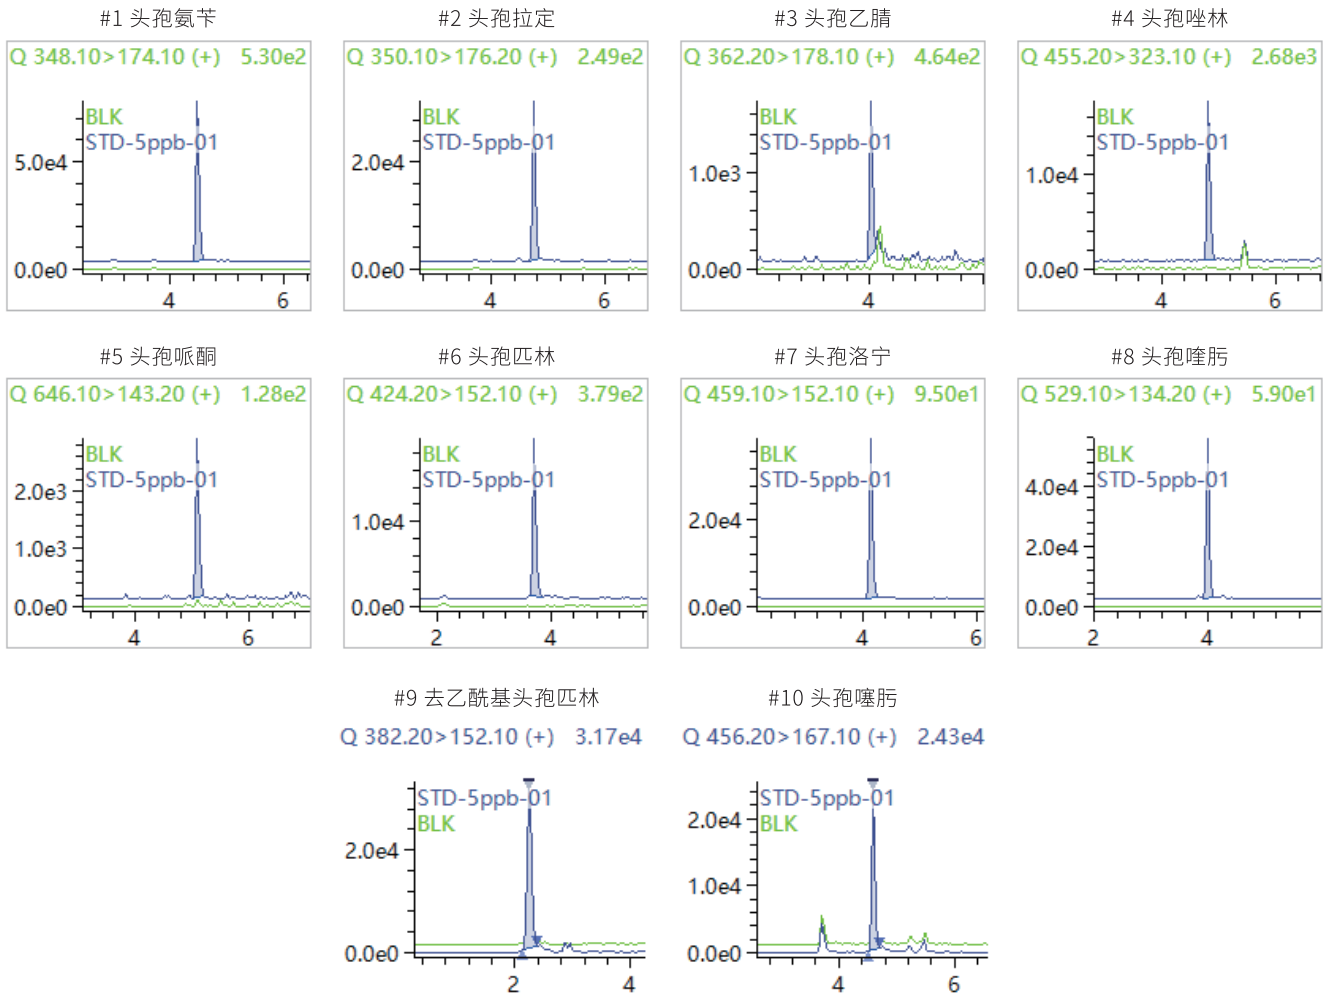 #1 头孢氨苄
#2 头孢拉定
#3 头孢乙腈
#4 头孢唑林
Q 348.10>174.10 (+) 5.30e2
Q 350.10>176.20 (+) 2.49e2
Q 362.20>178.10 (+) 4.64e2
Q 455.20>323.10 (+) 2.68e3
BLK
STD-5ppb-01
5.0e4
0.0e0
4 6
BLK
STD-5ppb-01
2.0e4
0.0e0
4 6
BLK
STD-5ppb-01
1.0e3
0.0e0
4
BLK
STD-5ppb-01
1.0e4
0.0e0
4 6
#5 头孢哌酮
#6 头孢匹林
#7 头孢洛宁
#8 头孢喹肟
Q 646.10>143.20 (+) 1.28e2
Q 424.20>152.10 (+) 3.79e2
Q 459.10>152.10 (+) 9.50e1
Q 529.10>134.20 (+) 5.90e1
BLK
STD-5ppb-01
2.0e3
1.0e3
0.0e0
4 6
BLK
STD-5ppb-01
1.0e4
0.0e0
2 4
BLK
STD-5ppb-01
2.0e4
0.0e0
4 6
BLK
STD-5ppb-01
4.0e4
2.0e4
0.0e0
2 4
#9 去乙酰基头孢匹林
#10 头孢噻肟
Q 382.20>152.10 (+) 3.17e4
Q 456.20>167.10 (+) 2.43e4
STD-5ppb-01
BLK
2.0e4
0.0e0
2 4
STD-5ppb-01
BLK
2.0e4
1.0e4
0.0e0
4 6